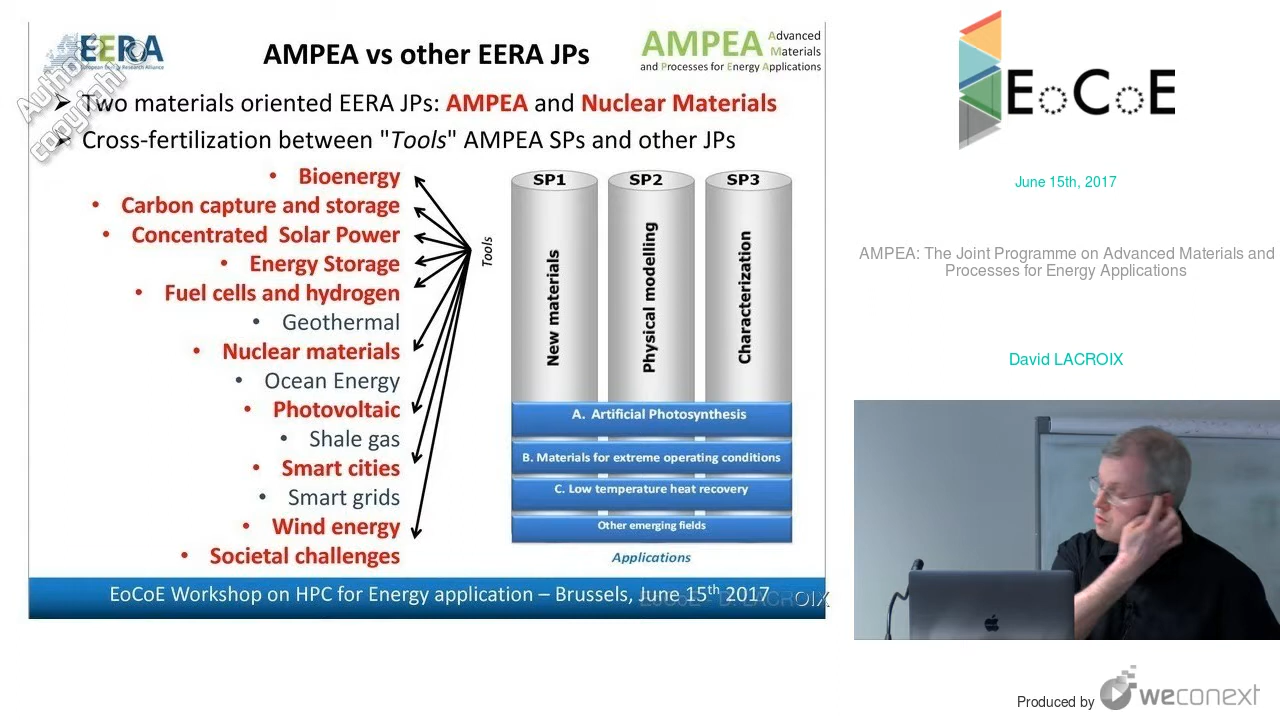 EERA
European Energy Research Alliance
AMPEA vs other EERA JPs
AMPEA Advanced Materials
and Processes for Energy Applications
Author
copyright ©
➢ Two materials oriented EERA JPs: AMPEA and Nuclear Materials
➢ Cross-fertilization between "Tools" AMPEA SPs and other JPs
• Bioenergy
• Carbon capture and storage
• Concentrated Solar Power
• Energy Storage
• Fuel cells and hydrogen
• Geothermal
• Nuclear materials
• Ocean Energy
• Photovoltaic
• Shale gas
• Smart cities
• Smart grids
• Wind energy
• Societal challenges
Tools
SP1
SP2
SP3
New materials
Physical modelling
Characterization
A. Artificial Photosynthesis
B. Materials for extreme operating conditions
C. Low temperature heat recovery
Other emerging fields
Applications
EoCoE Workshop on HPC for Energy application – Brussels, June 15th 2017
EoCoE - D. LACROIX
EoCoE
June 15th, 2017
AMPEA: The Joint Programme on Advanced Materials and
Processes for Energy Applications
David LACROIX
Produced by weconext